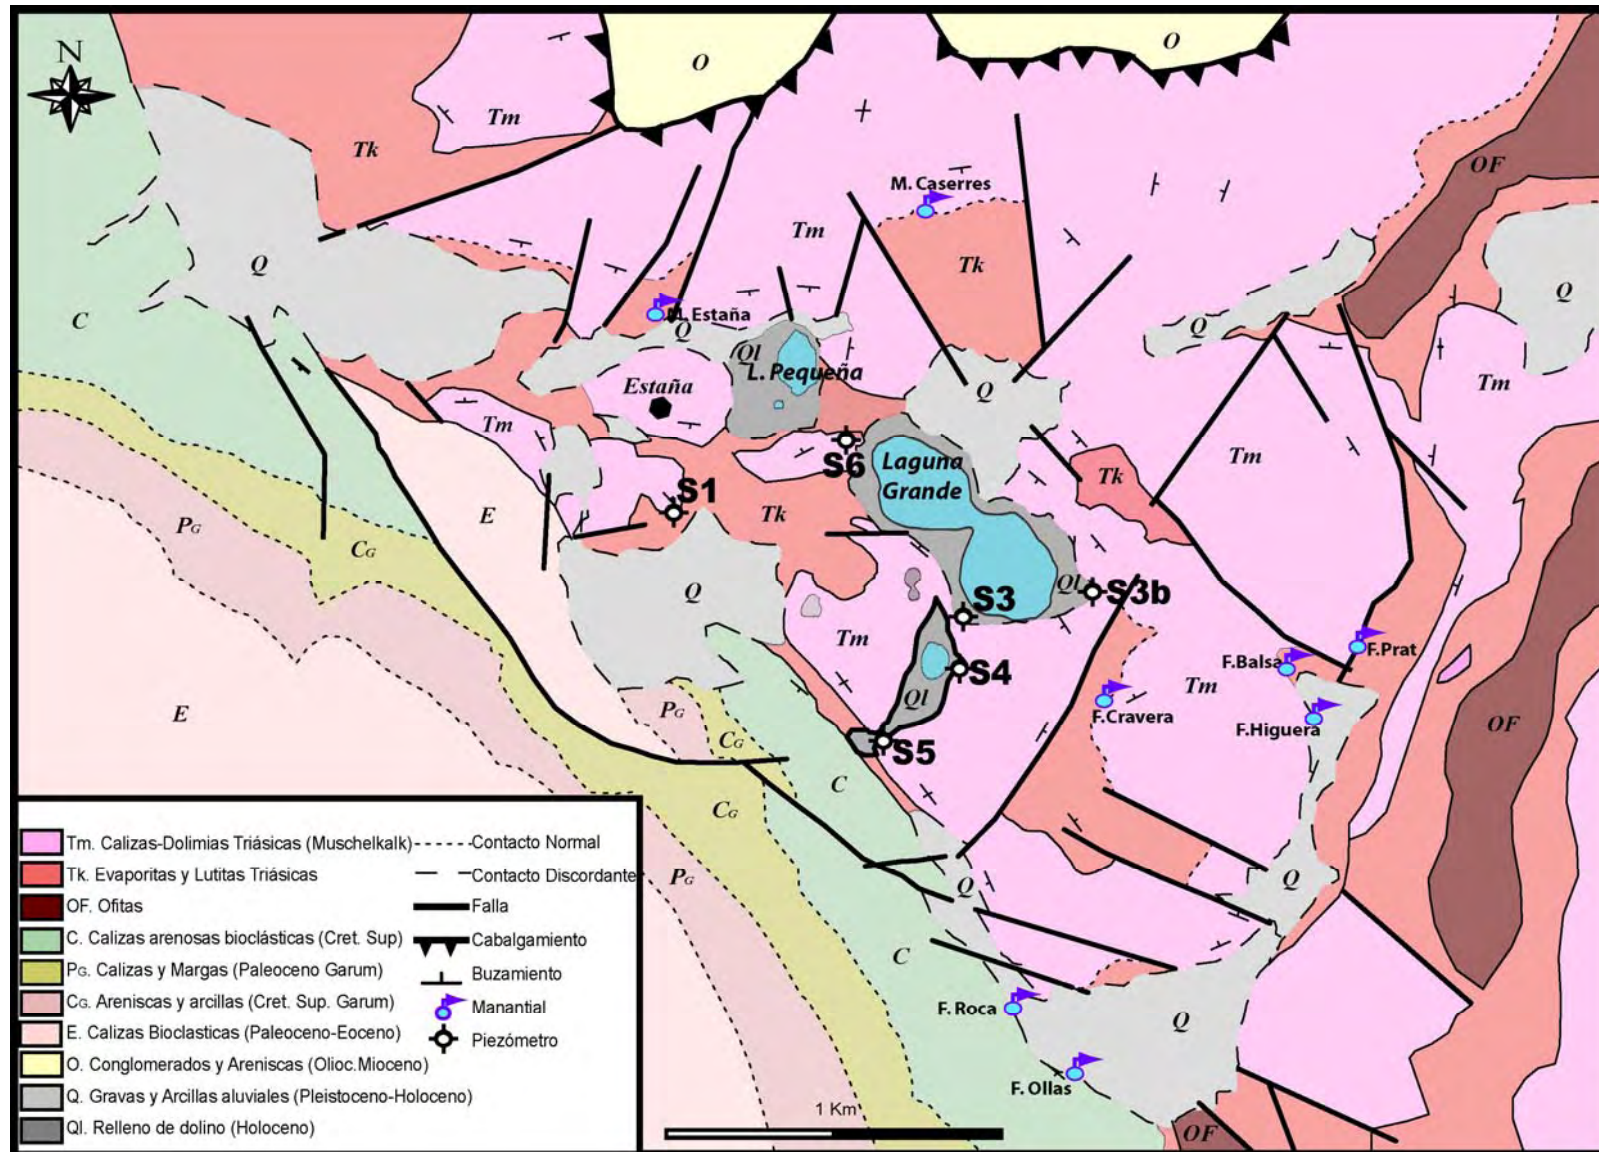 N
O
O
Tm
Tk
OF
M. Caserres
Tm
Q
Tk
Q
C
M. Estaña
Q
Q
Ql
L. Pequeña
Estaña
Q
Tm
Tm
Tm
S6
Laguna
Grande
Tk
S1
Tk
E
PG
CG
Q
Ql
S3b
S3
Tm
F.Prat
F.Balsa
S4
Tm
Ql
F.Cravera
E
PG
F.Higuera
OF
CG
S5
C
CG
PG
Q
Q
C
F. Roca
Q
F. Ollas
OF
1 Km
Tm. Calizas-Dolimias Triásicas (Muschelkalk)
Tk. Evaporitas y Lutitas Triásicas
OF. Ofitas
C. Calizas arenosas bioclásticas (Cret. Sup)
PG. Calizas y Margas (Paleoceno Garum)
CG. Areniscas y arcillas (Cret. Sup. Garum)
E. Calizas Bioclasticas (Paleoceno-Eoceno)
O. Conglomerados y Areniscas (Olioc.Mioceno)
Q. Gravas y Arcillas aluviales (Pleistoceno-Holoceno)
Ql. Relleno de dolino (Holoceno)
Contacto Normal
Contacto Discordante
Falla
Cabalgamiento
Buzamiento
Manantial
Piezómetro